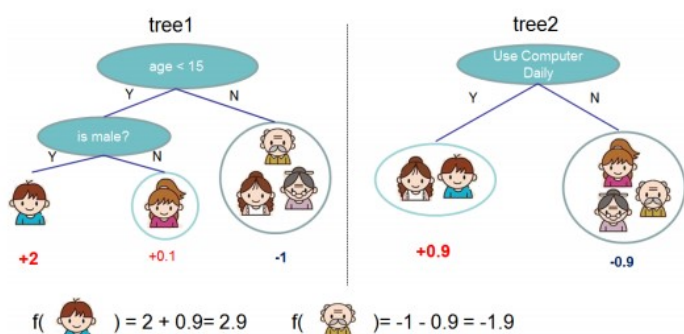 tree1
tree2
age < 15
Use Computer
Daily
Y
N
Y
N
is male?
Y
N
+2
+0.1
-1
+0.9
-0.9
f( ) = 2 + 0.9= 2.9
f( )= -1 - 0.9= -1.9